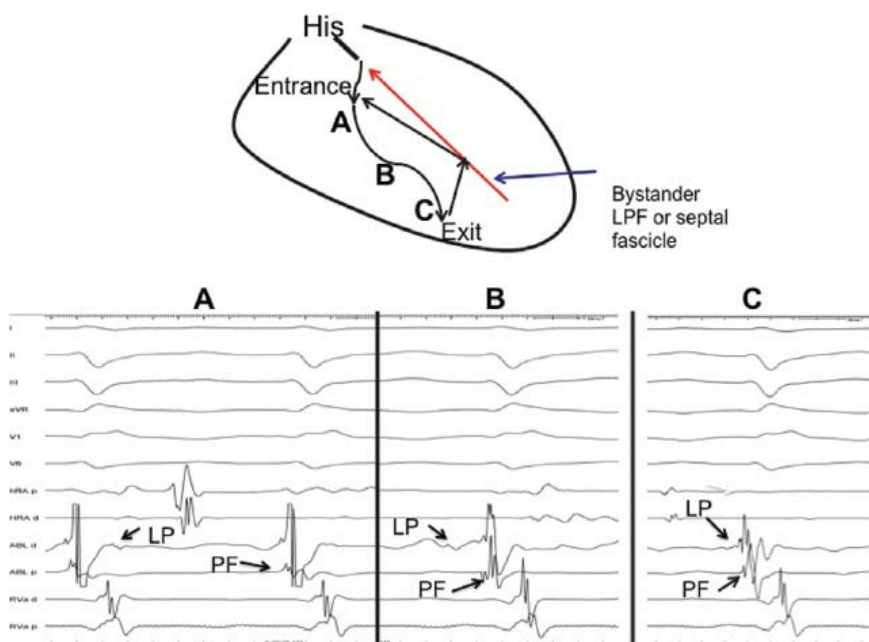 His
Entrance
A
B
C
Exit
Bystander
LPF or septal
fascicle
A
B
C
I
II
III
aVR
V1
V6
hRA p
HRA d
ABL d
ABL p
RVa d
RVa p
LP
PF
LP
PF
LP
PF